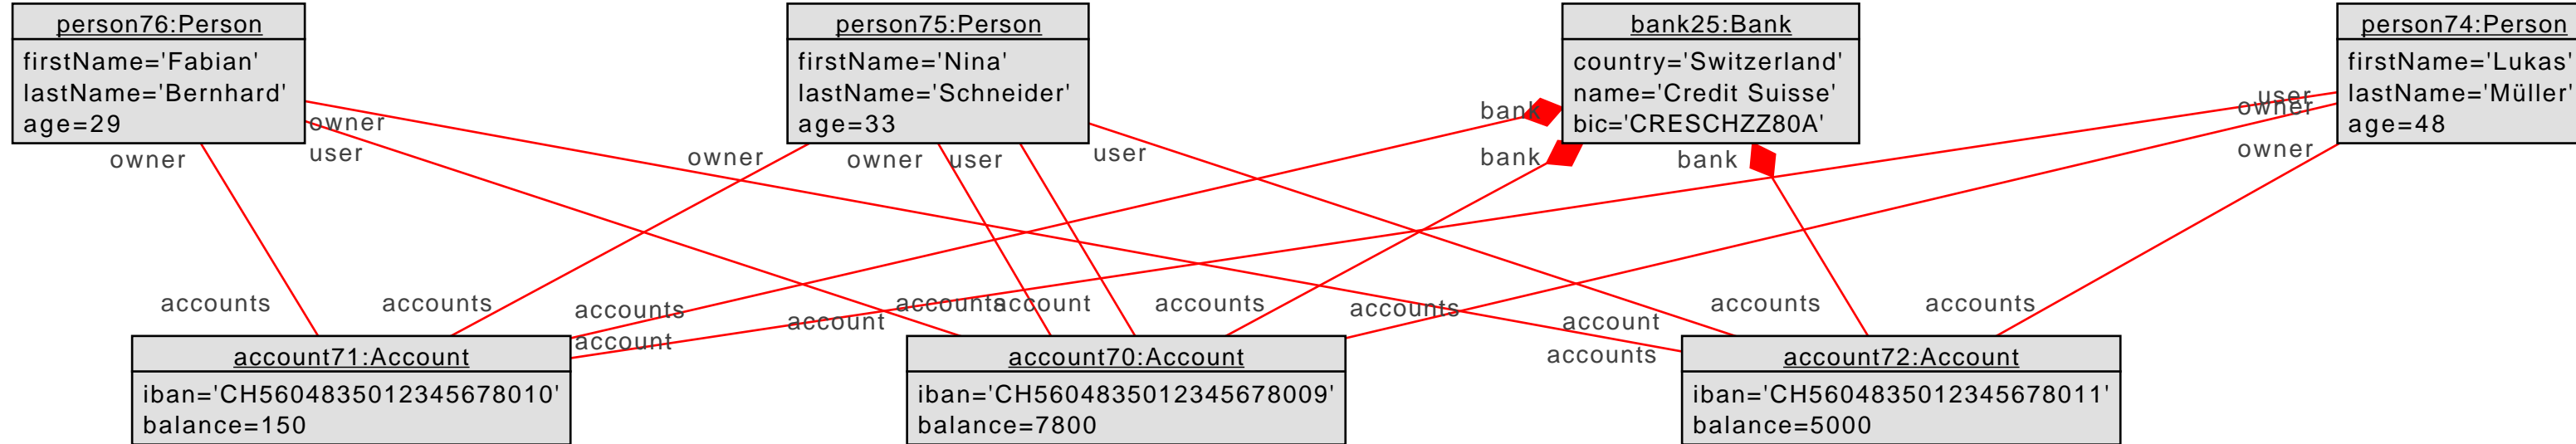 person76:Person
firstName='Fabian'
lastName='Bernhard'
age=29
person75:Person
firstName='Nina'
lastName='Schneider'
age=33
bank25:Bank
country='Switzerland'
name='Credit Suisse'
bic='CRESCHZZ80A'
person74:Person
firstName='Lukas'
lastName='Müller'
age=48
owner
user
owner
owner
owner
user
user
bank
bank
bank
user
owner
owner
accounts
accounts
accounts
account
account
accounts
account
accounts
accounts
account
accounts
accounts
accounts
account71:Account
iban='CH5604835012345678010'
balance=150
account70:Account
iban='CH5604835012345678009'
balance=7800
account72:Account
iban='CH5604835012345678011'
balance=5000